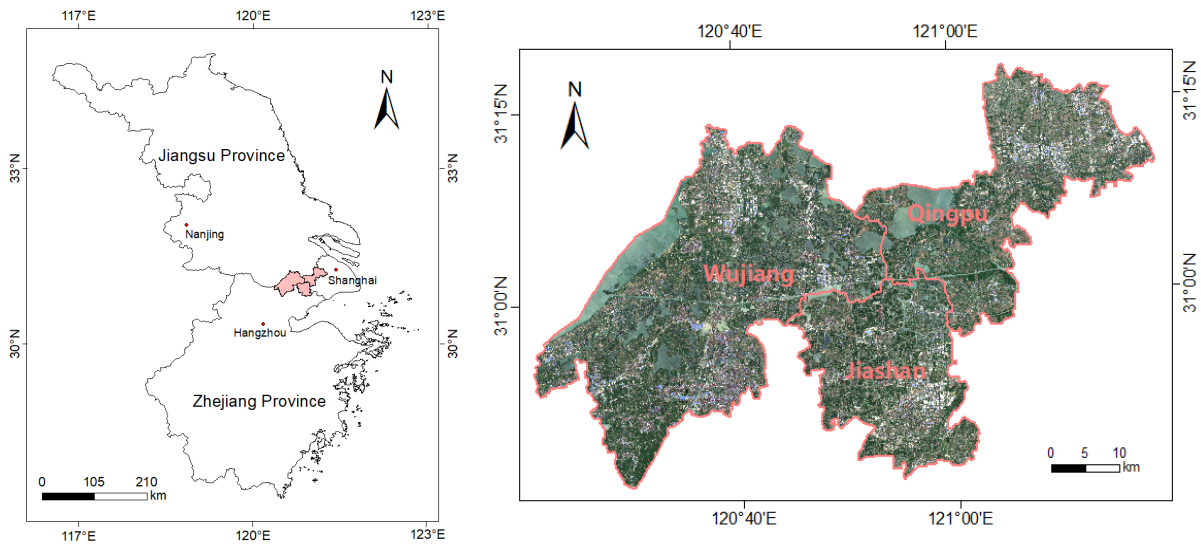 117°E
120°E
123°E
N
Jiangsu Province
33°N
33°N
Nanjing
Shanghai
Hangzhou
30°N
30°N
Zhejiang Province
0
105
210
km
117°E
120°E
123°E
120°40'E
121°00'E
N
31°15'N
31°15'N
Qingpu
Wujiang
31°00'N
31°00'N
Jiashan
0
5
10
km
120°40'E
121°00'E